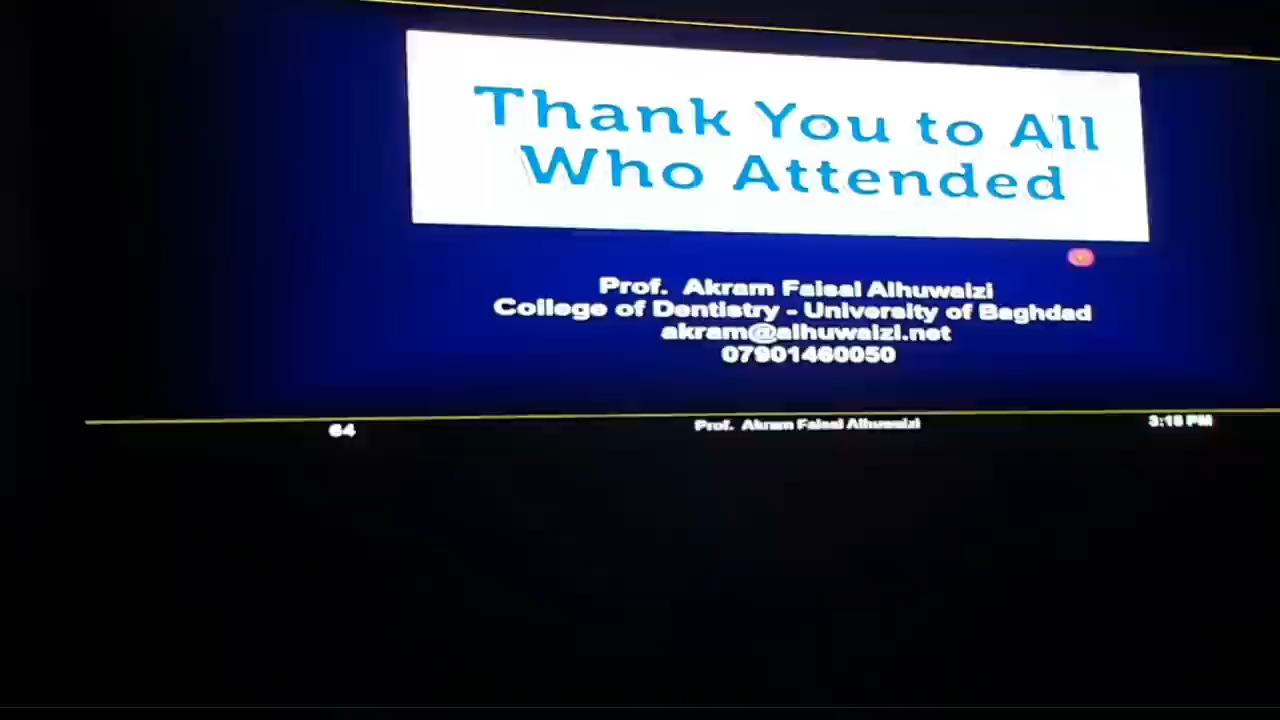 Thank You to All
Who Attended
Prof. Akram Faisal Alhuwaizi
College of Dentistry - University of Baghdad
akram@alhuwaizi.net
07901460050
64
Prof. Akram Faisal Alhuwaizi
3:15 PM